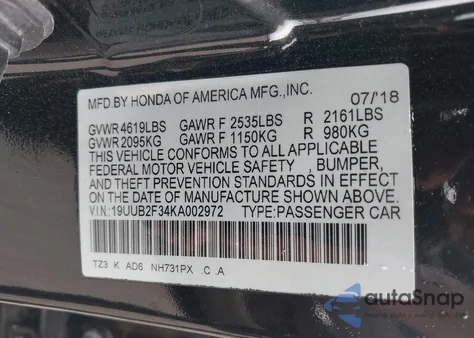 MFD.BY HONDA OF AMERICA MFG.,INC. 07/'18
GVWR 4619LBS GAWR F 2535LBS R 2161LBS
GVWR 2095KG GAWR F 1150KG R 980KG
THIS VEHICLE CONFORMS TO ALL APPLICABLE
FEDERAL MOTOR VEHICLE SAFETY , BUMPER,
AND THEFT PREVENTION STANDARDS IN EFFECT
ON THE DATE OF MANUFACTURE SHOWN ABOVE.
V I N: 19UUB2F34KA002972 TYPE:PASSENGER CAR
TZ3 K AD6 NH731PX .C .A
autoSnap